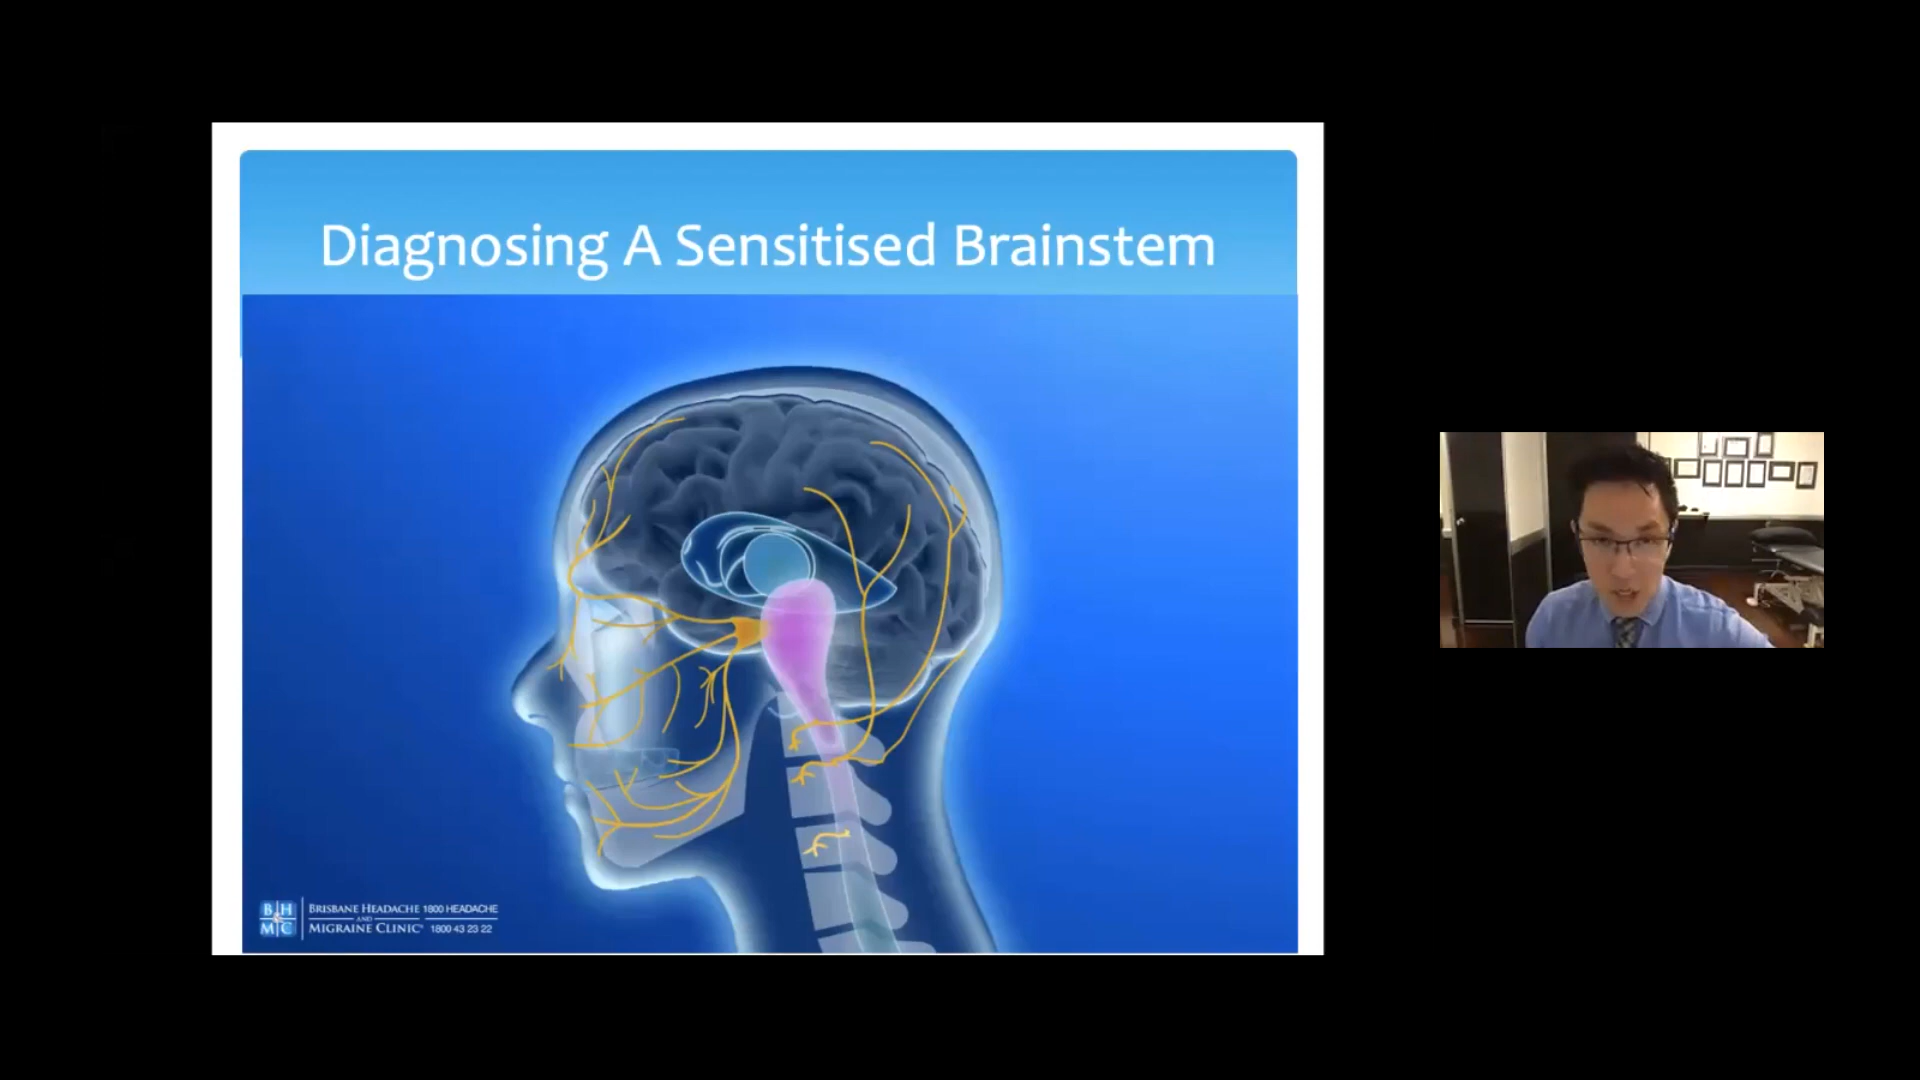 Diagnosing A Sensitised Brainstem
B H
M C
BRISBANE HEADACHE 1800 HEADACHE
AND
MIGRAINE CLINIC® 1800 43 23 22